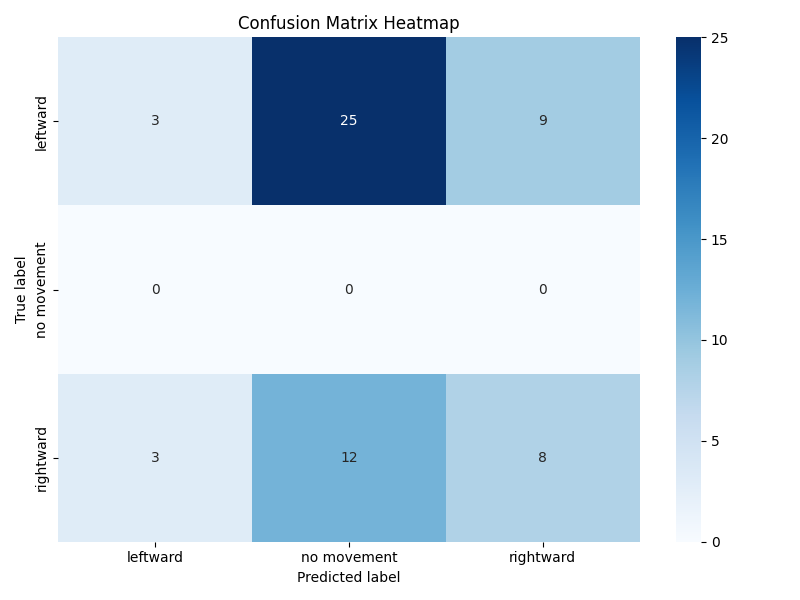 Confusion Matrix Heatmap
leftward
3
25
9
True label
no movement
0
0
0
rightward
3
12
8
leftward
no movement
rightward
Predicted label
25
20
15
10
5
0